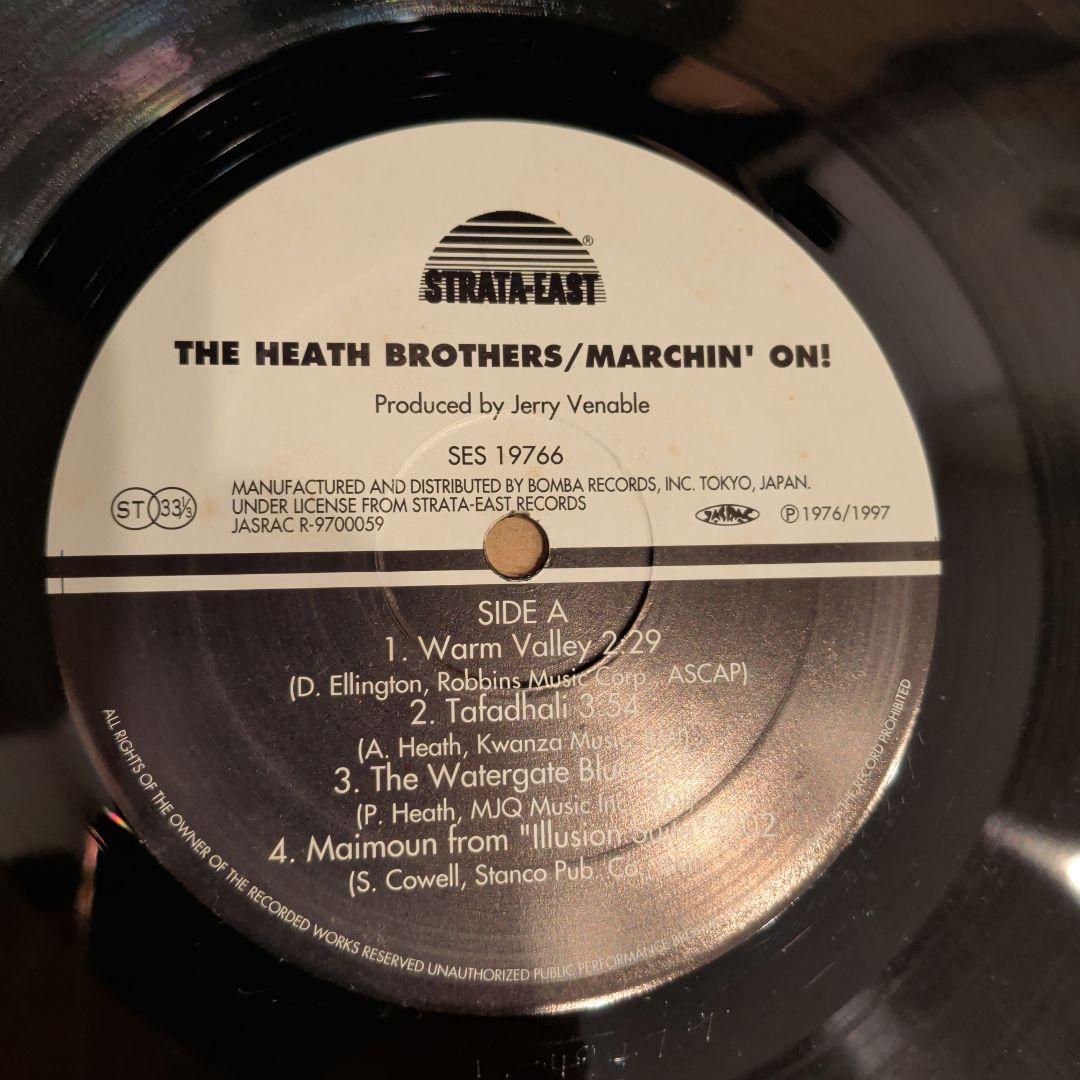 STRATA-EAST ®
THE HEATH BROTHERS/MARCHIN' ON!
Produced by Jerry Venable
SES 19766
MANUFACTURED AND DISTRIBUTED BY BOMBA RECORDS, INC. TOKYO, JAPAN.
UNDER LICENSE FROM STRATA-EAST RECORDS
JASRAC R-9700059
ST 33⅓
JASRAC ℗1976/1997
SIDE A
1. Warm Valley 2:29
(D. Ellington, Robbins Music Corp. ASCAP)
2. Tafadhali 3:54
(A. Heath, Kwanza Music
3. The Watergate
(P. Heath, MJQ Music Inc.
4. Maimoun from "Illusion
(S. Cowell, Stanco Pub.
ALL RIGHTS OF THE OWNER OF THE RECORDED WORKS RESERVED UNAUTHORIZED PUBLIC PERFORMANCE RECORD PROHIBITED